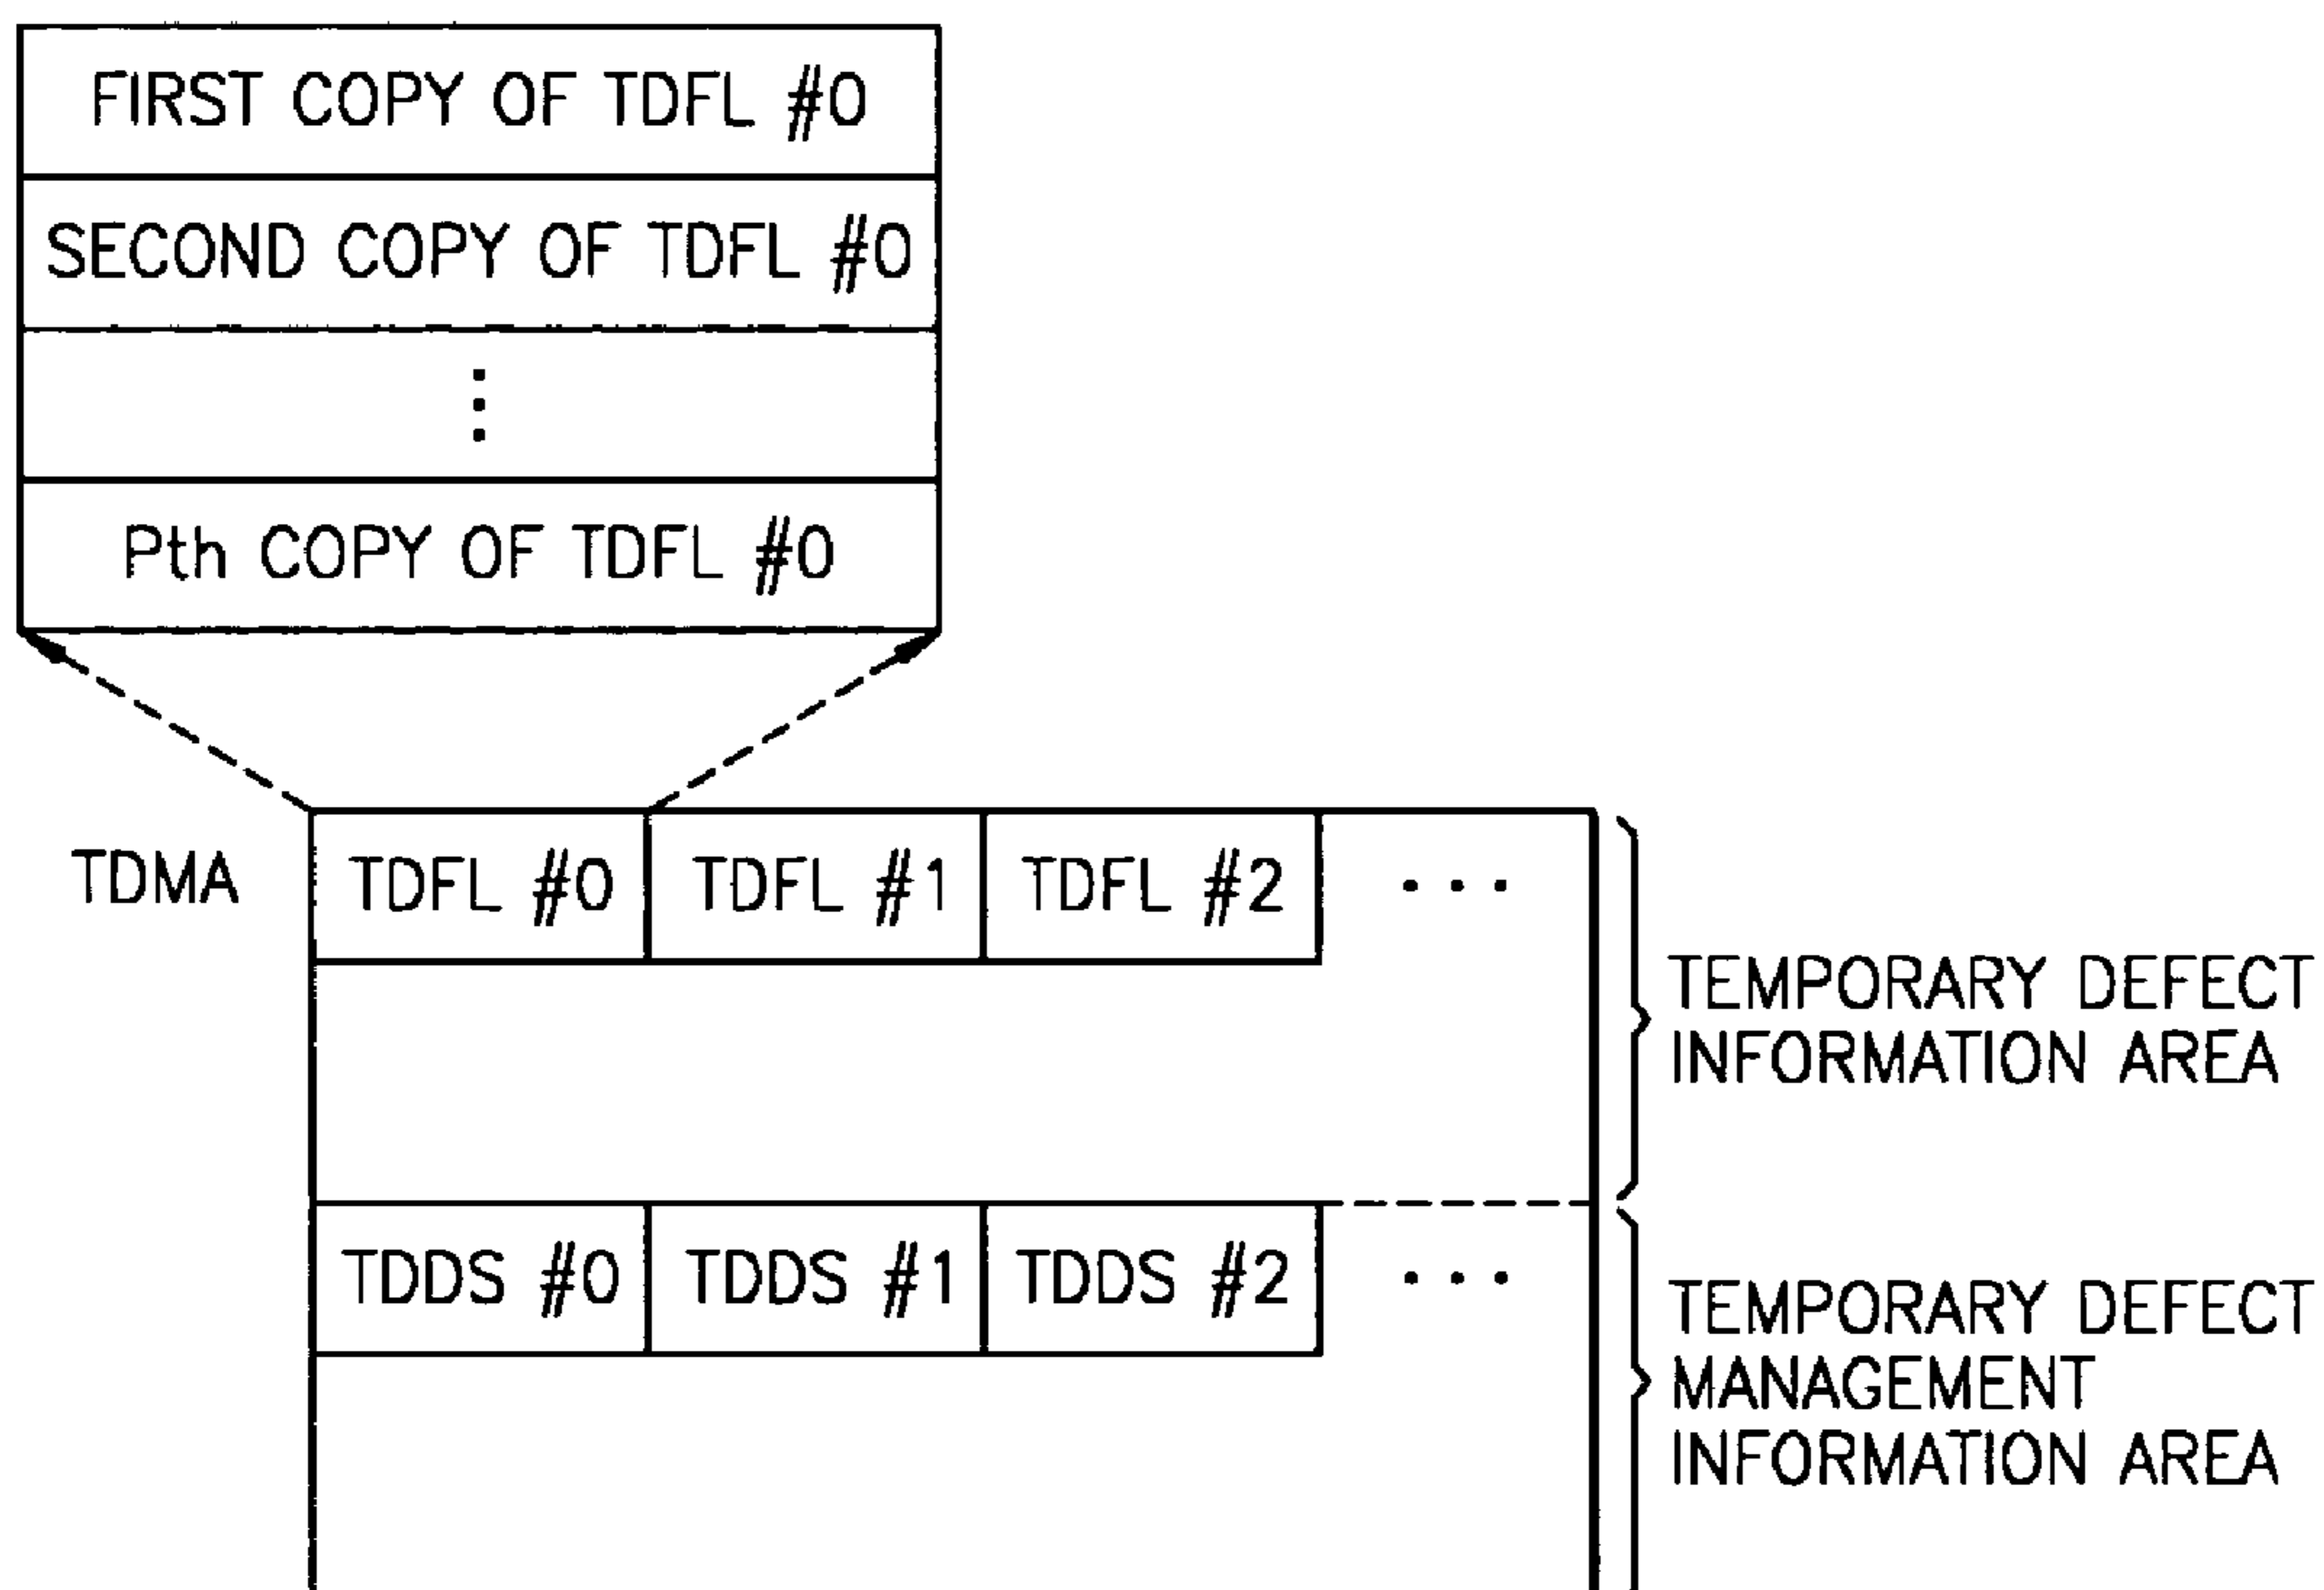 FIRST COPY OF TDFL #0
SECOND COPY OF TDFL #0
⋮
Pth COPY OF TDFL #0
TDMA
TDFL #0
TDFL #1
TDFL #2
...
TEMPORARY DEFECT
INFORMATION AREA
TDDS #0
TDDS #1
TDDS #2
...
TEMPORARY DEFECT
MANAGEMENT
INFORMATION AREA